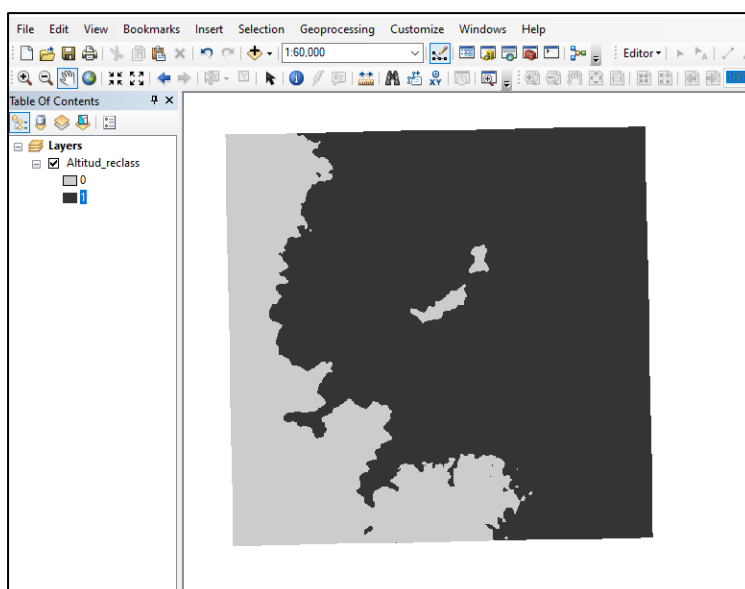 File Edit View Bookmarks Insert Selection Geoprocessing Customize Windows Help
1:60,000 Editor
100
Table Of Contents
Layers
Altitud_reclass
0
1